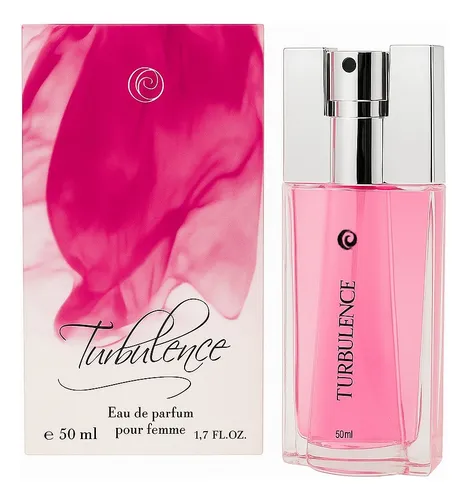 Turbulence
Eau de parfum
pour femme
e 50 ml
1,7 FL.OZ.
TURBULENCE
50ml